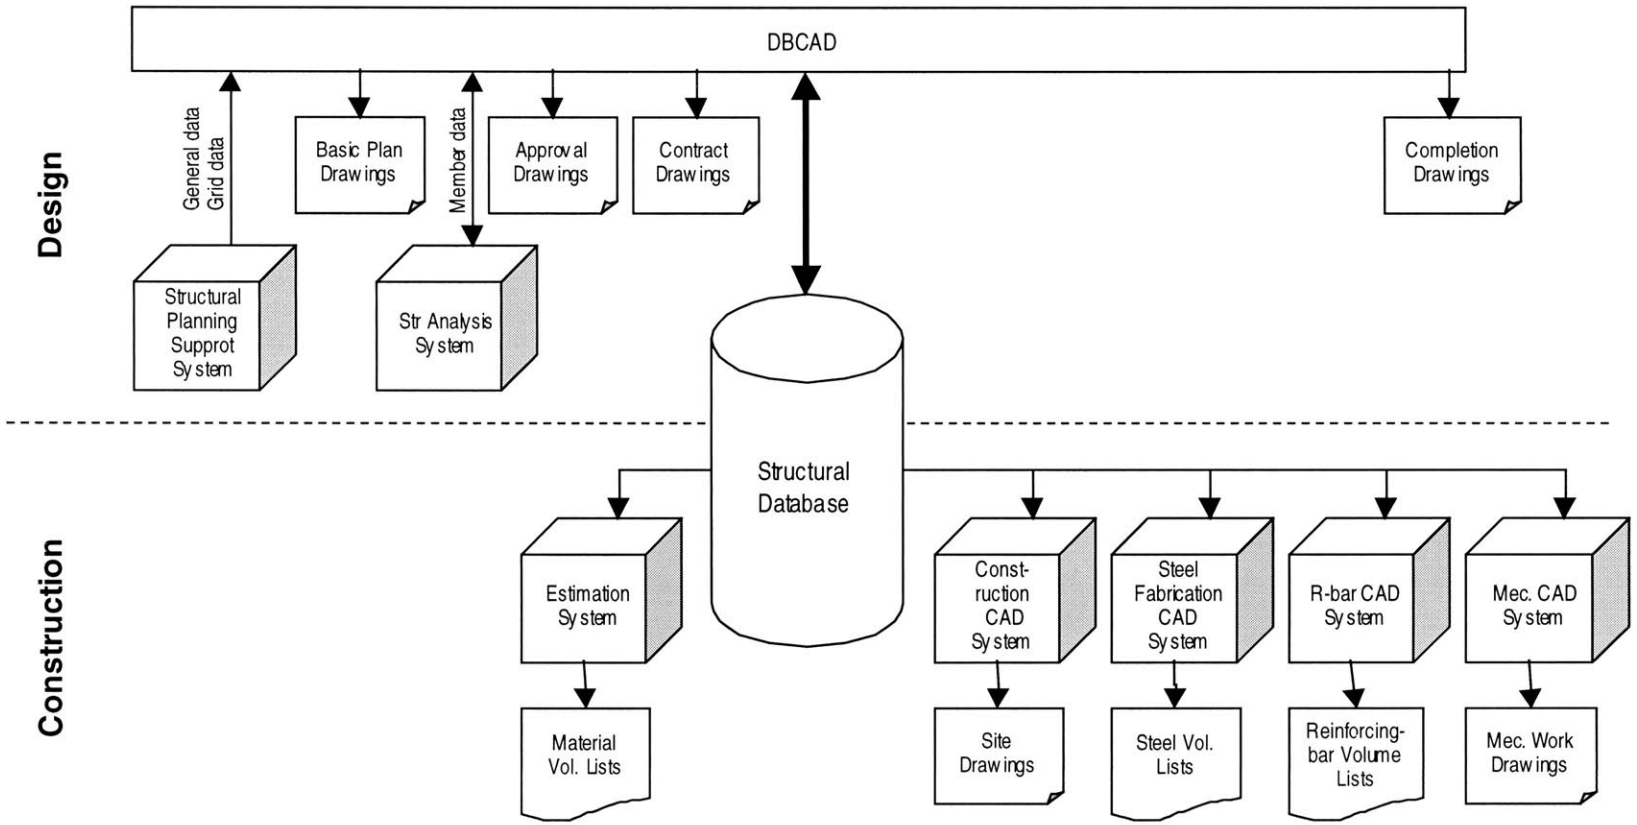 DBCAD
General data
Grid data
Basic Plan
Drawings
Member data
Approval
Drawings
Contract
Drawings
Completion
Drawings
Design
Structural
Planning
Supprot
System
Str Analysis
System
Structural
Database
Construction
Estimation
System
Const-
ruction
CAD
System
Steel
Fabrication
CAD
System
R-bar CAD
System
Mec. CAD
System
Material
Vol. Lists
Site
Drawings
Steel Vol.
Lists
Reinforcing-
bar Volume
Lists
Mec. Work
Drawings